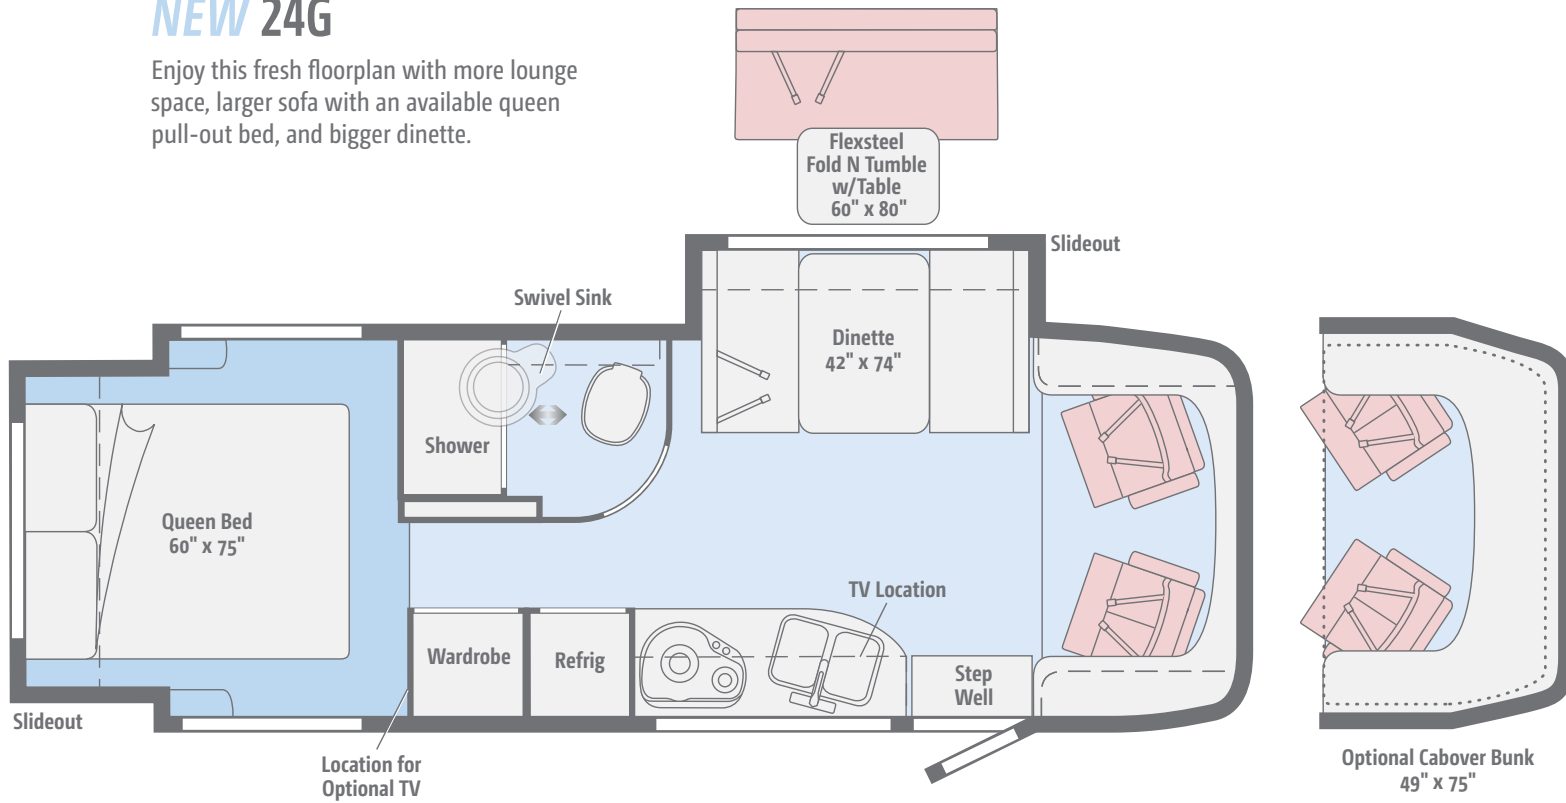 NEW 24G
Enjoy this fresh floorplan with more lounge
space, larger sofa with an available queen
pull-out bed, and bigger dinette.
Flexsteel
Fold N Tumble
w/Table
60" x 80"
Slideout
Swivel Sink
Dinette
42" x 74"
Shower
Queen Bed
60" x 75"
TV Location
Wardrobe
Refrig
Step
Well
Slideout
Location for
Optional TV
Optional Cabover Bunk
49" x 75"